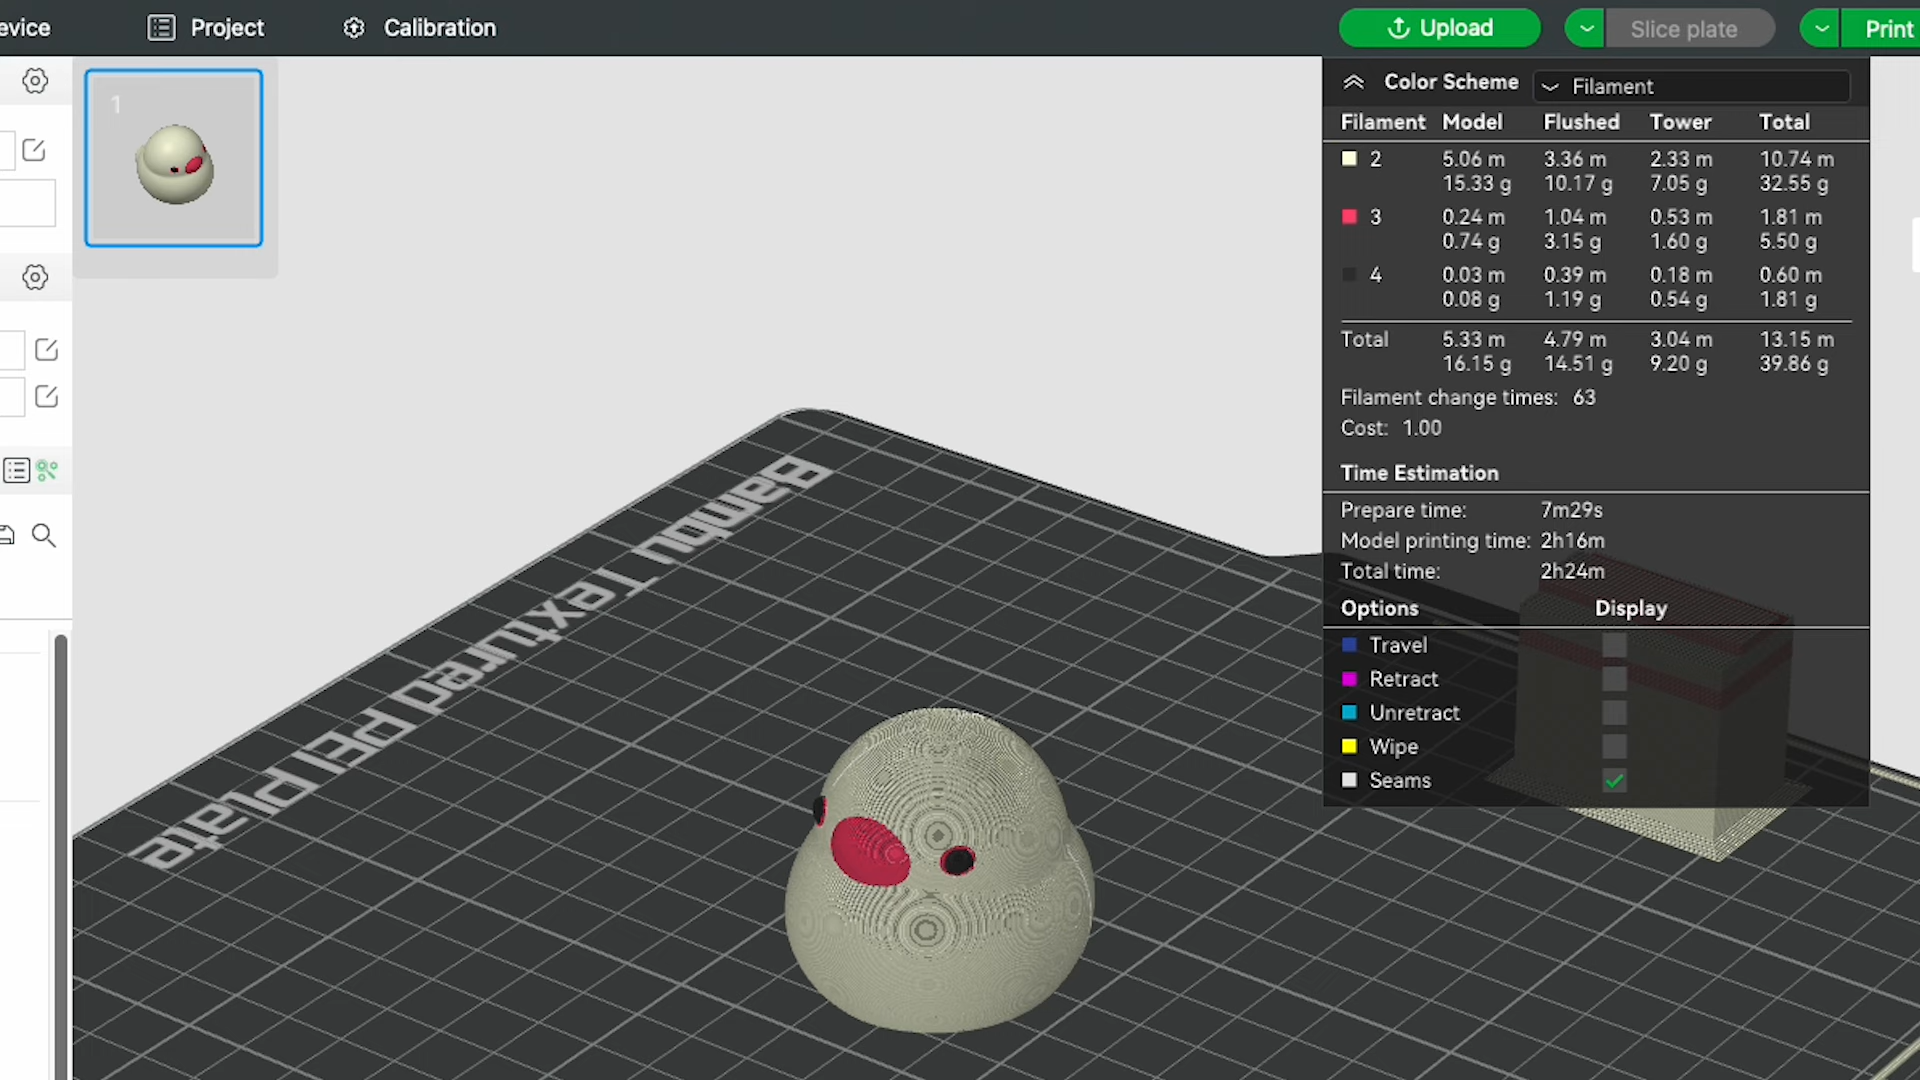 evice
Project
Calibration
Upload
Slice plate
Print
1
Color Scheme
Filament
Filament Model Flushed Tower Total
2 5.06 m 3.36 m 2.33 m 10.74 m
15.33 g 10.17 g 7.05 g 32.55 g
3 0.24 m 1.04 m 0.53 m 1.81 m
0.74 g 3.15 g 1.60 g 5.50 g
4 0.03 m 0.39 m 0.18 m 0.60 m
0.08 g 1.19 g 0.54 g 1.81 g
Total 5.33 m 4.79 m 3.04 m 13.15 m
16.15 g 14.51 g 9.20 g 39.86 g
Filament change times: 63
Cost: 1.00
Time Estimation
Prepare time: 7m29s
Model printing time: 2h16m
Total time: 2h24m
Options Display
Travel
Retract
Unretract
Wipe
Seams
Bambu Textured PEI Plate